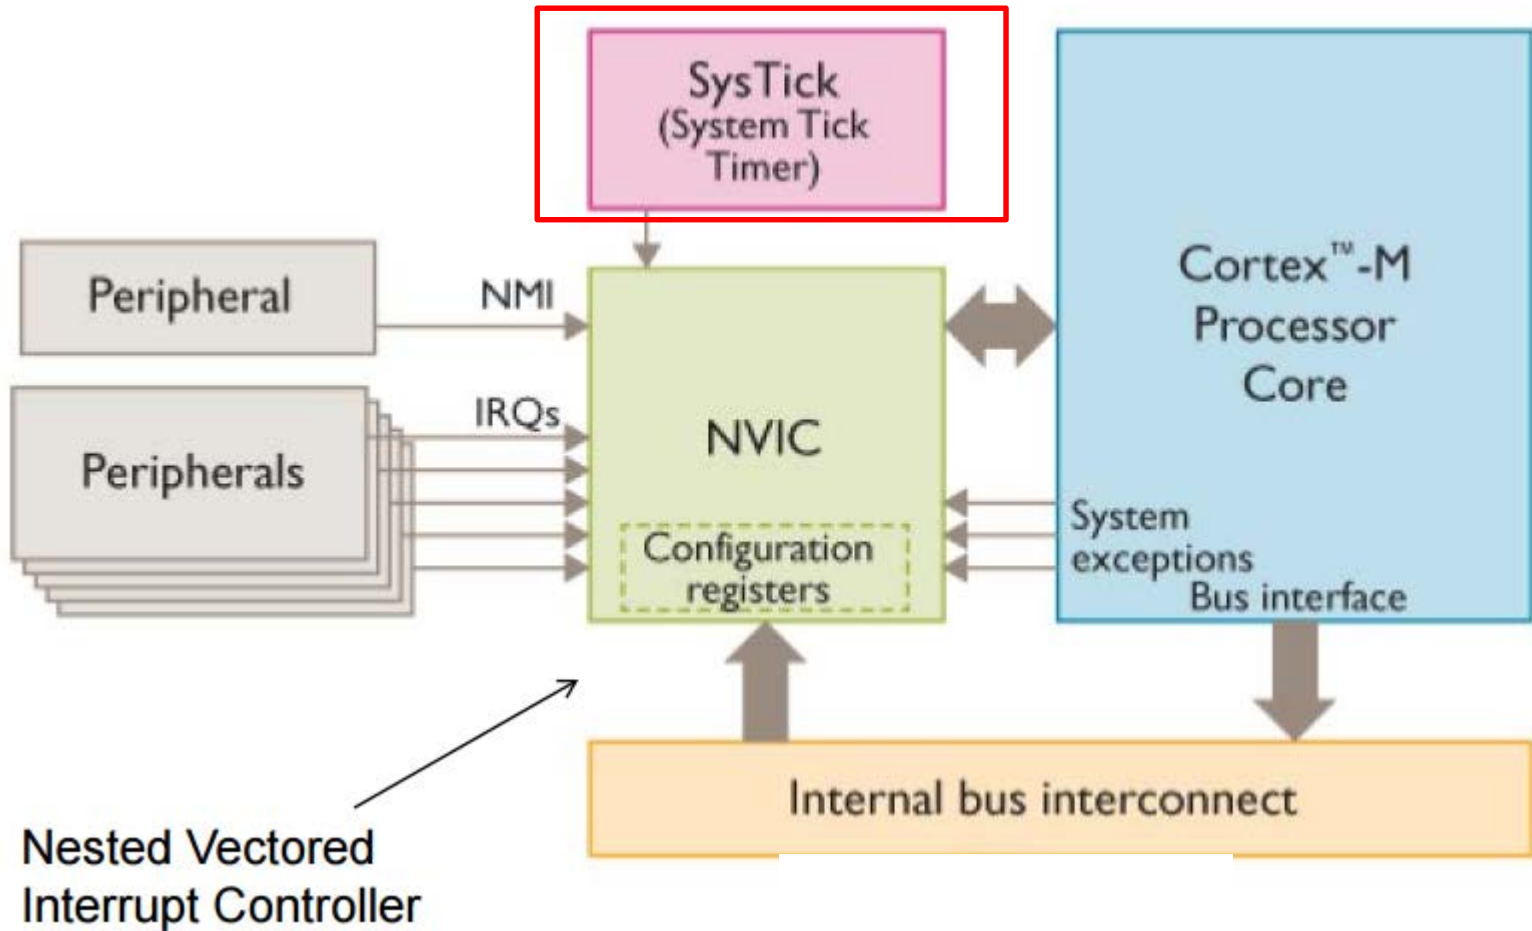 SysTick
(System Tick
Timer)
Peripheral
NMI
Cortex™-M
Processor
Core
Peripherals
IRQs
NVIC
Configuration
registers
System
exceptions
Bus interface
Internal bus interconnect
Nested Vectored
Interrupt Controller